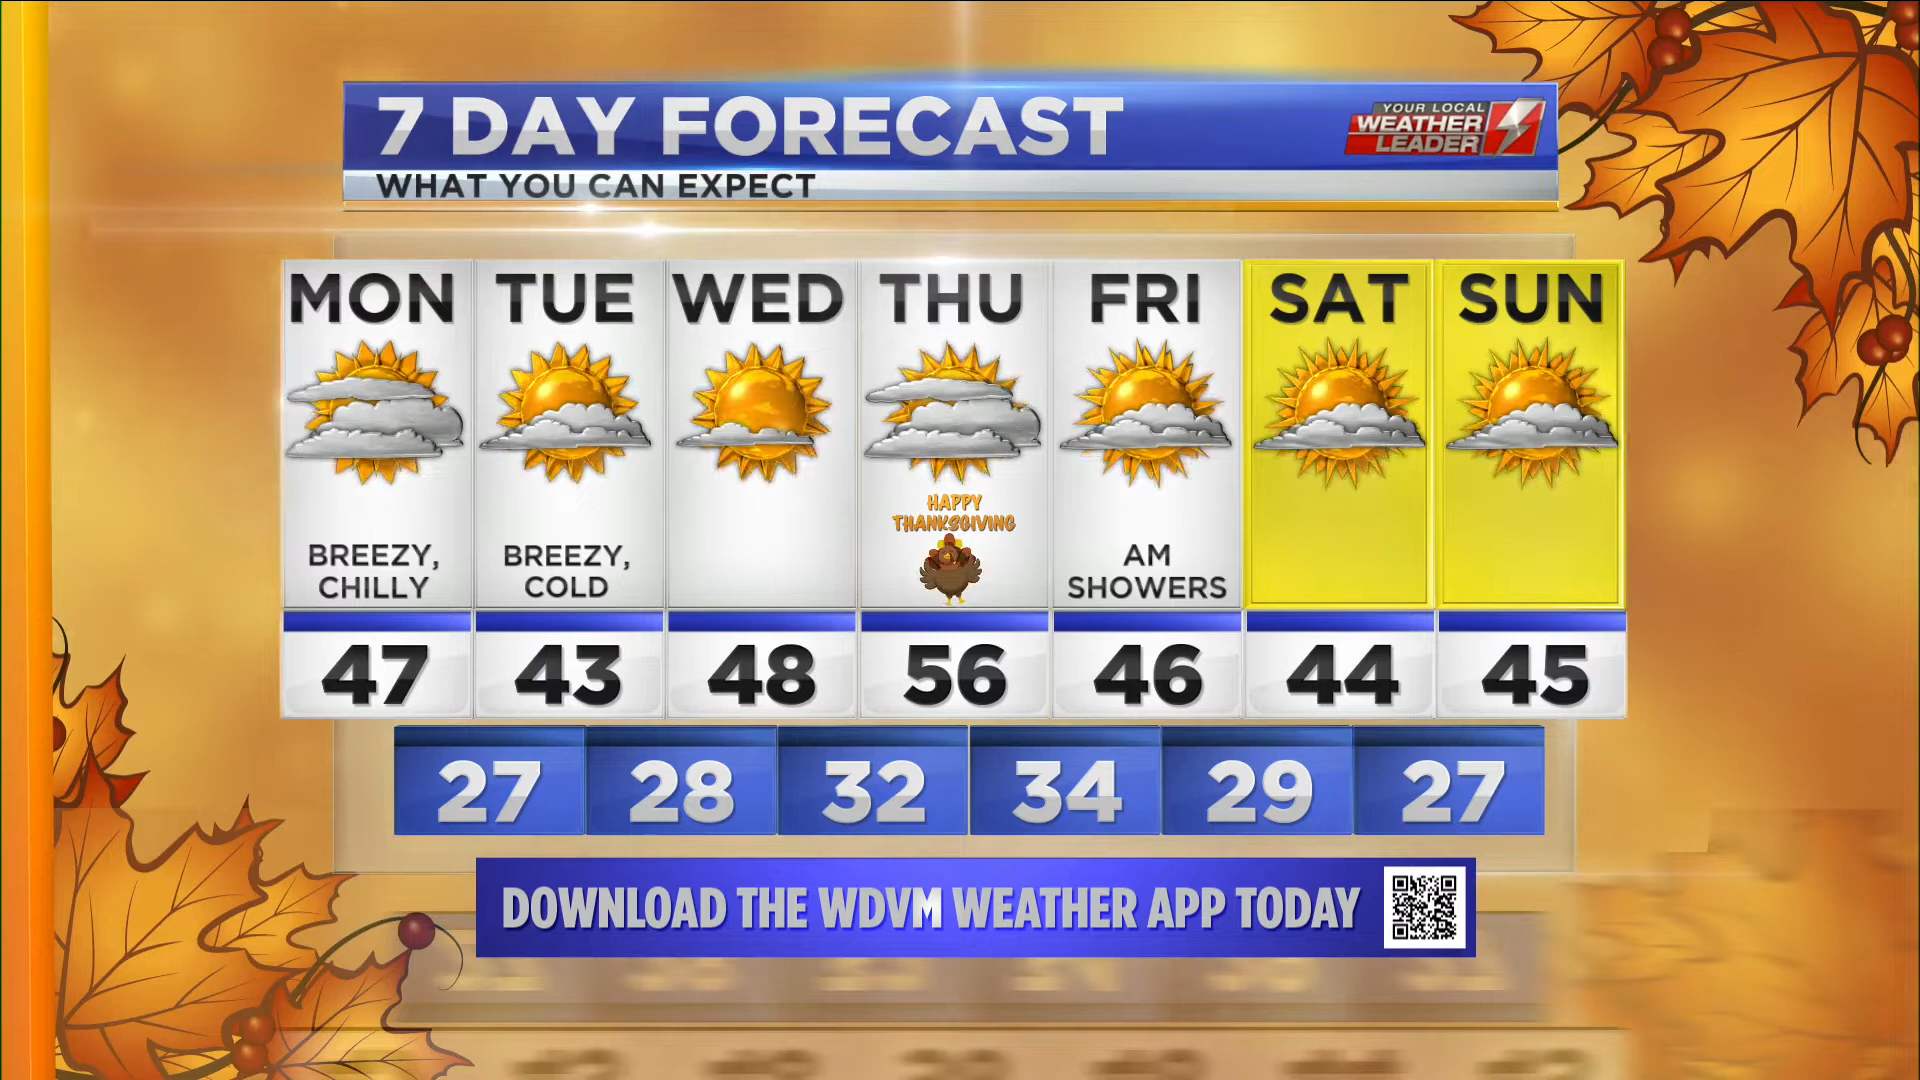 7 DAY FORECAST
YOUR LOCAL
WEATHER
LEADER
WHAT YOU CAN EXPECT
MON
TUE
WED
THU
FRI
SAT
SUN
HAPPY
THANKSGIVING
BREEZY,
CHILLY
BREEZY,
COLD
AM
SHOWERS
47
43
48
56
46
44
45
27
28
32
34
29
27
DOWNLOAD THE WDVM WEATHER APP TODAY